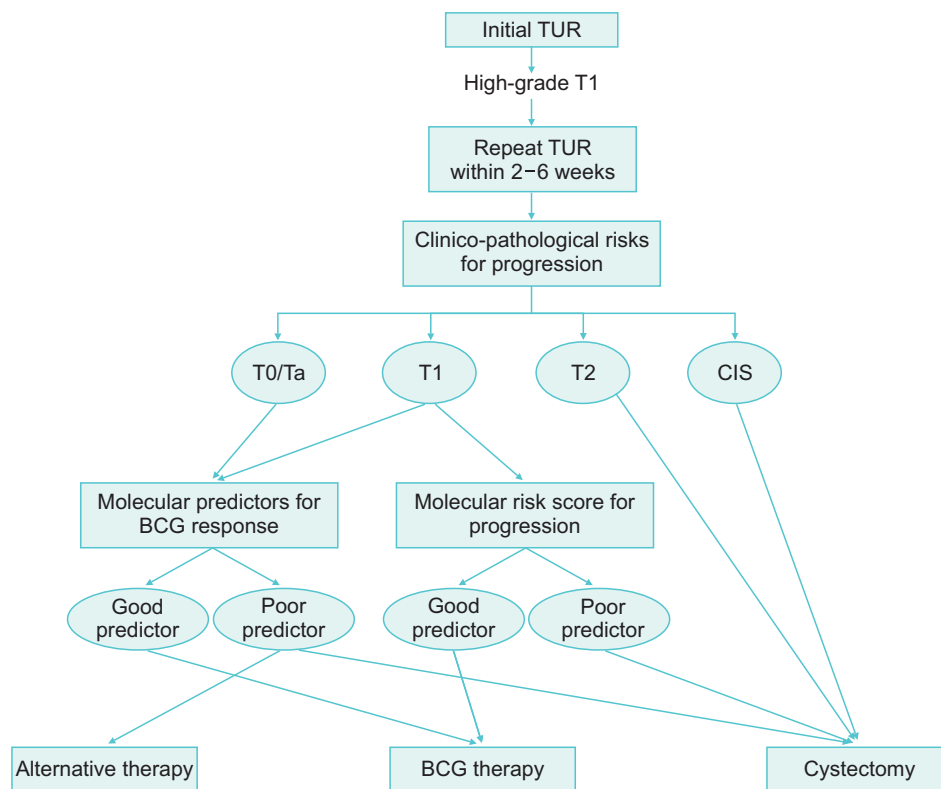 Initial TUR
High-grade T1
Repeat TUR
within 2−6 weeks
Clinico-pathological risks
for progression
T0/Ta
T1
T2
CIS
Molecular predictors for
BCG response
Molecular risk score for
progression
Good
predictor
Poor
predictor
Good
predictor
Poor
predictor
Alternative therapy
BCG therapy
Cystectomy